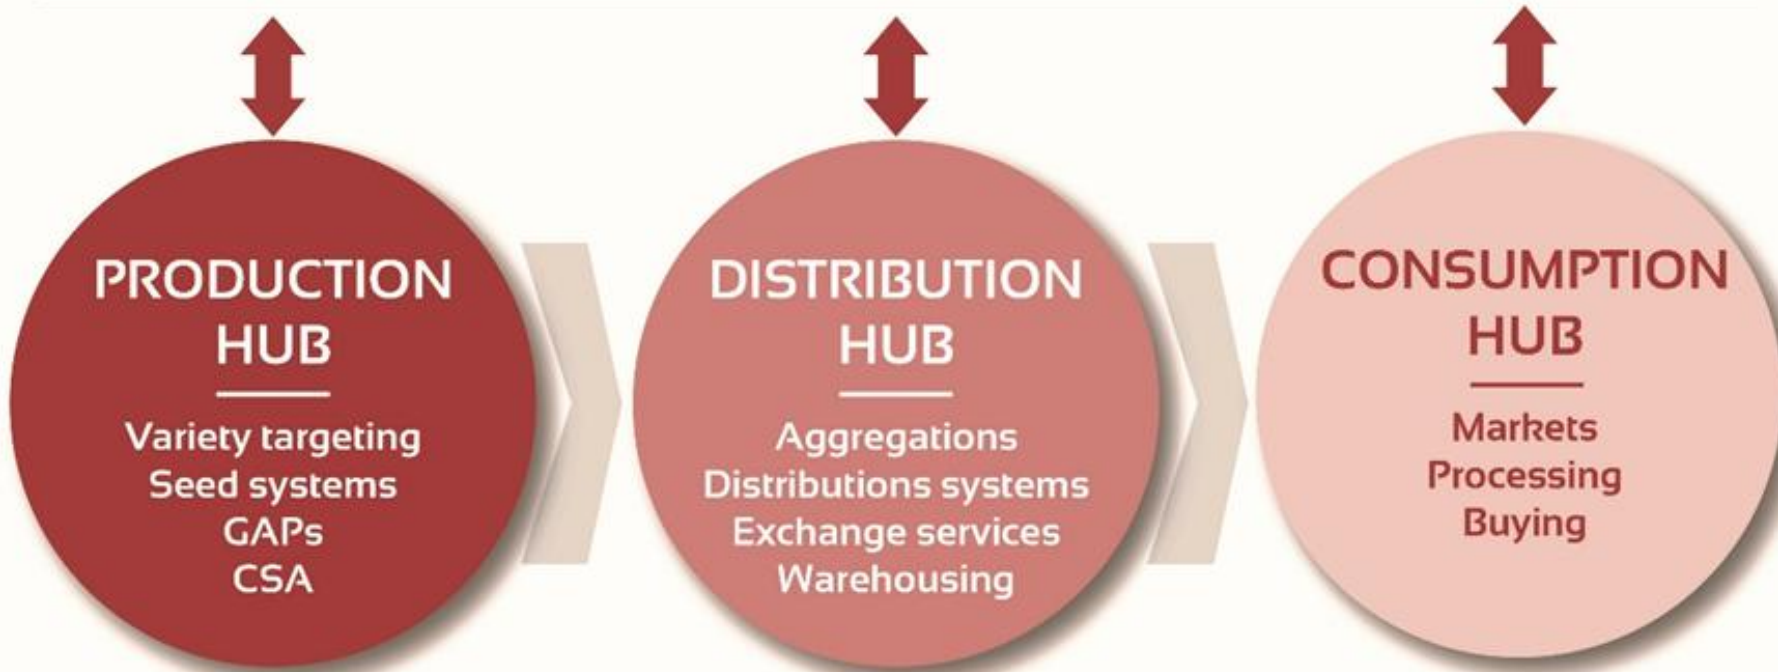 PRODUCTION
HUB
Variety targeting
Seed systems
GAPs
CSA
DISTRIBUTION
HUB
Aggregations
Distributions systems
Exchange services
Warehousing
CONSUMPTION
HUB
Markets
Processing
Buying